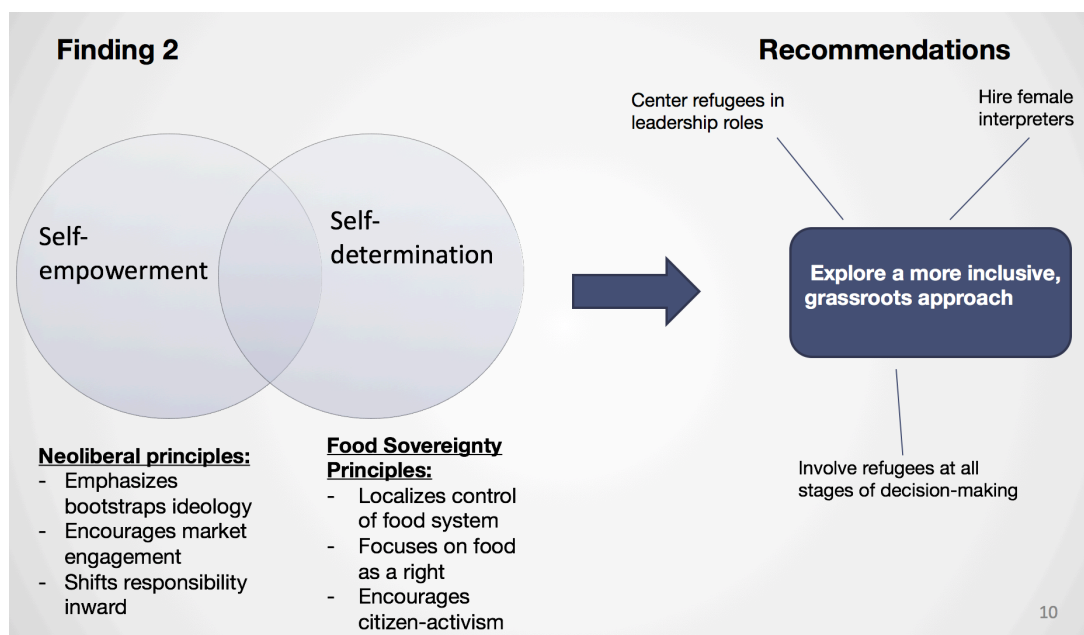 Finding 2
Self-
empowerment
Self-
determination
Neoliberal principles:
- Emphasizes
bootstraps ideology
- Encourages market
engagement
- Shifts responsibility
inward
Food Sovereignty
Principles:
- Localizes control
of food system
- Focuses on food
as a right
- Encourages
citizen-activism
Recommendations
Center refugees in
leadership roles
Hire female
interpreters
Explore a more inclusive,
grassroots approach
Involve refugees at all
stages of decision-making
10